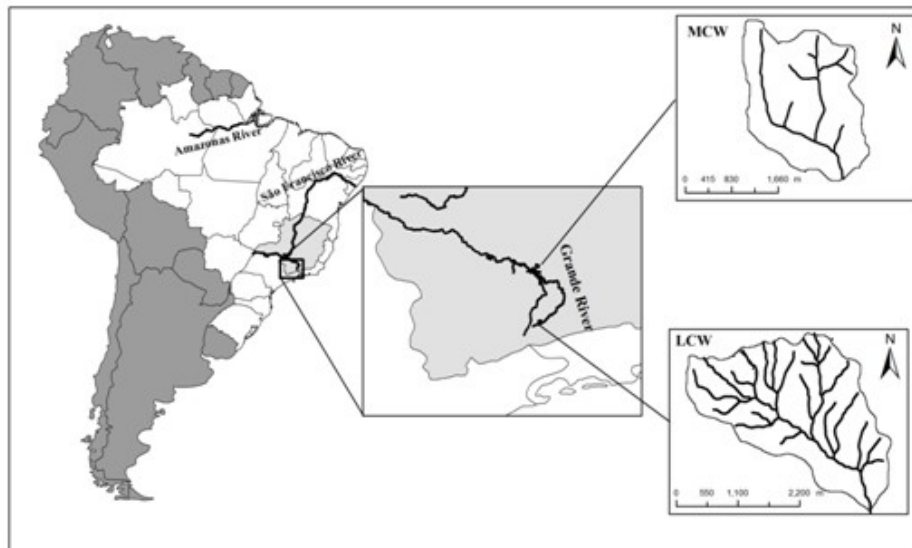 Amazonas River
São Francisco River
Grande River
MCW
N
0 415 830 1,660 m
LCW
N
0 550 1,100 2,200 m